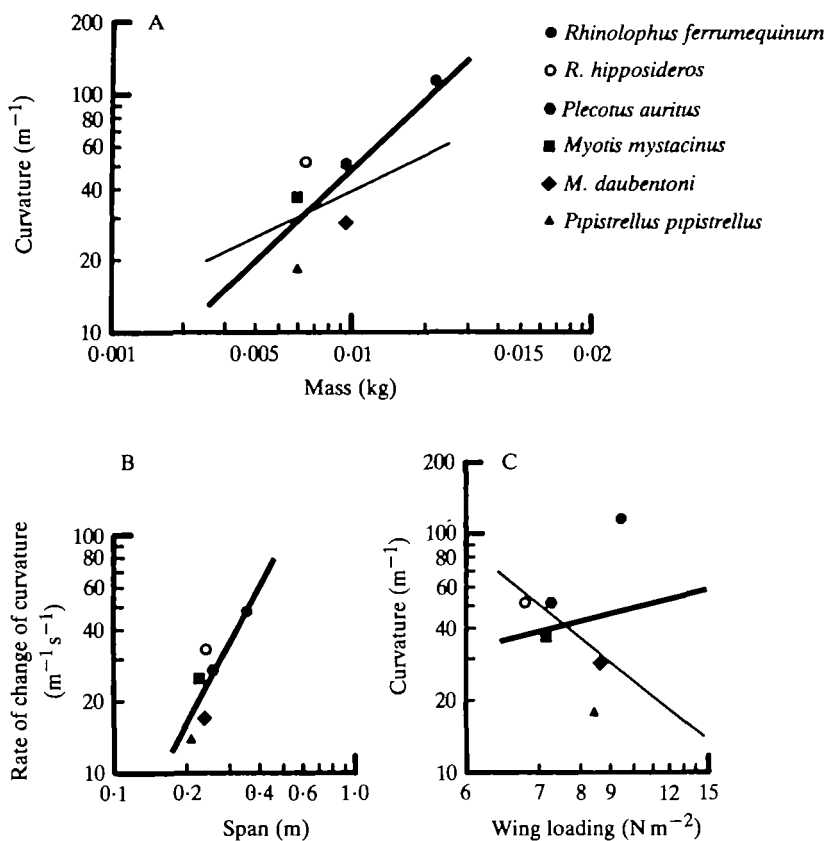 A
200
100
80
60
40
20
10
Curvature (m⁻¹)
0·001
0·005
0·01
0·015
0·02
Mass (kg)
Rhinolophus ferrumequinum
R. hipposideros
Plecotus auritus
Myotis mystacinus
M. daubentoni
Pipistrellus pipistrellus
B
100
80
60
40
20
10
Rate of change of curvature
(m⁻¹ s⁻¹)
0·1
0·2
0·4
0·6
1·0
Span (m)
C
200
100
80
60
40
20
10
Curvature (m⁻¹)
6
7
8
9
12
15
Wing loading (N m⁻²)